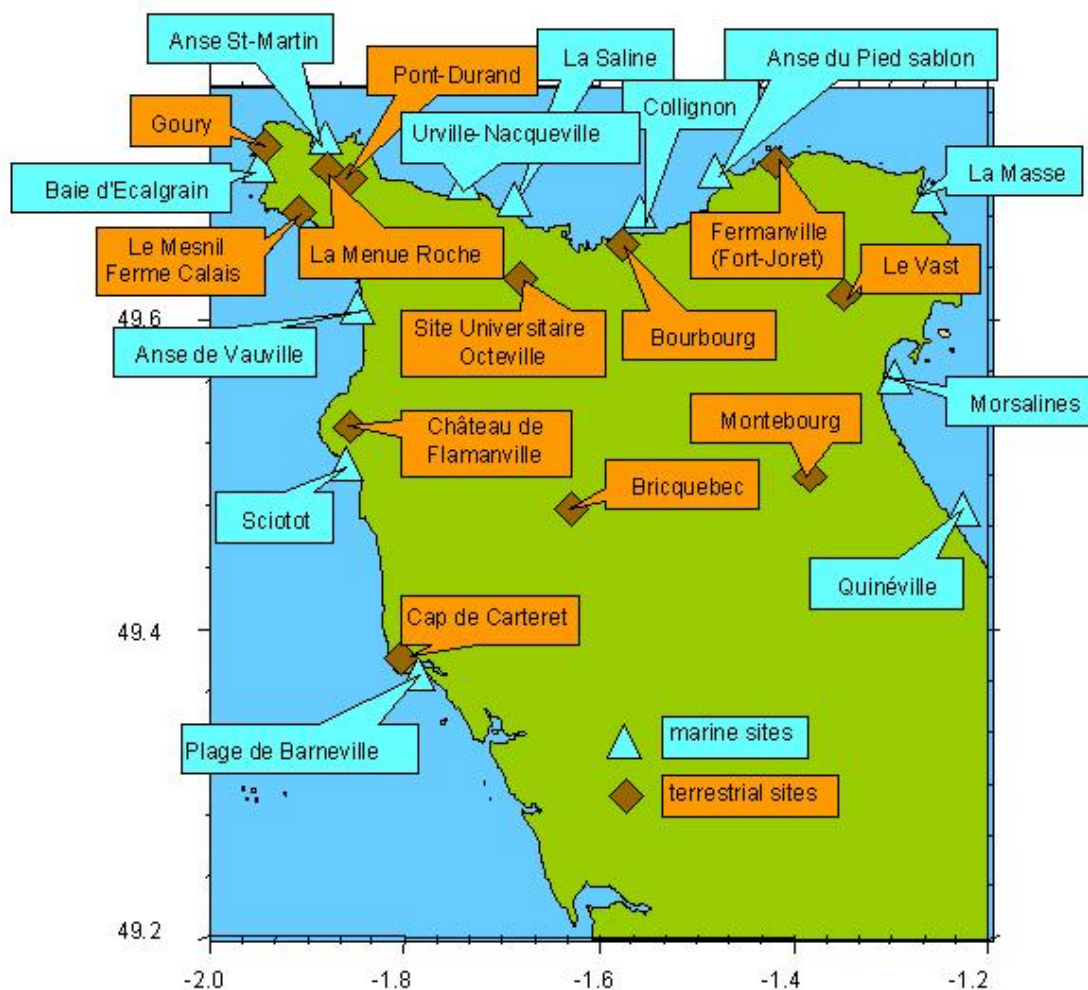 Anse St-Martin
Pont-Durand
La Saline
Anse du Pied sablon
Goury
Urville-Nacqueville
Collignon
Baie d'Ecalgrain
La Masse
Le Mesnil
Ferme Calais
La Menue Roche
Fermanville
(Fort-Joret)
Le Vast
49.6
Anse de Vauville
Site Universitaire
Octeville
Bourbourg
Morsalines
Château de
Flamanville
Montebourg
Bricquebec
Sciotot
Quinéville
49.4
Cap de Carteret
Plage de Barneville
marine sites
terrestrial sites
49.2
-2.0
-1.8
-1.6
-1.4
-1.2